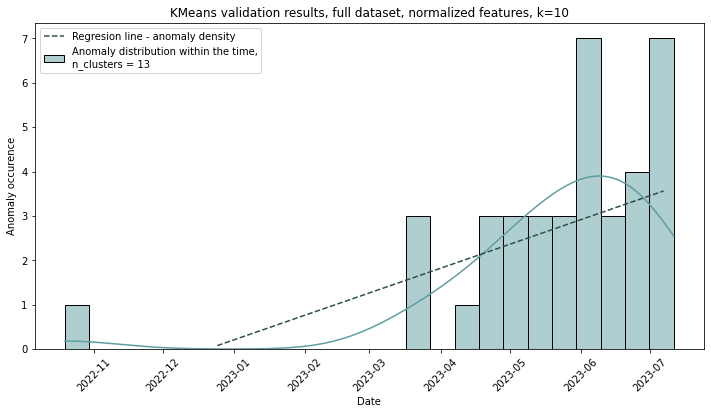 KMeans validation results, full dataset, normalized features, k=10
Regresion line - anomaly density
Anomaly distribution within the time,
n_clusters = 13
Anomaly occurence
7
6
5
4
3
2
1
0
2022-11
2022-12
2023-01
2023-02
2023-03
2023-04
2023-05
2023-06
2023-07
Date